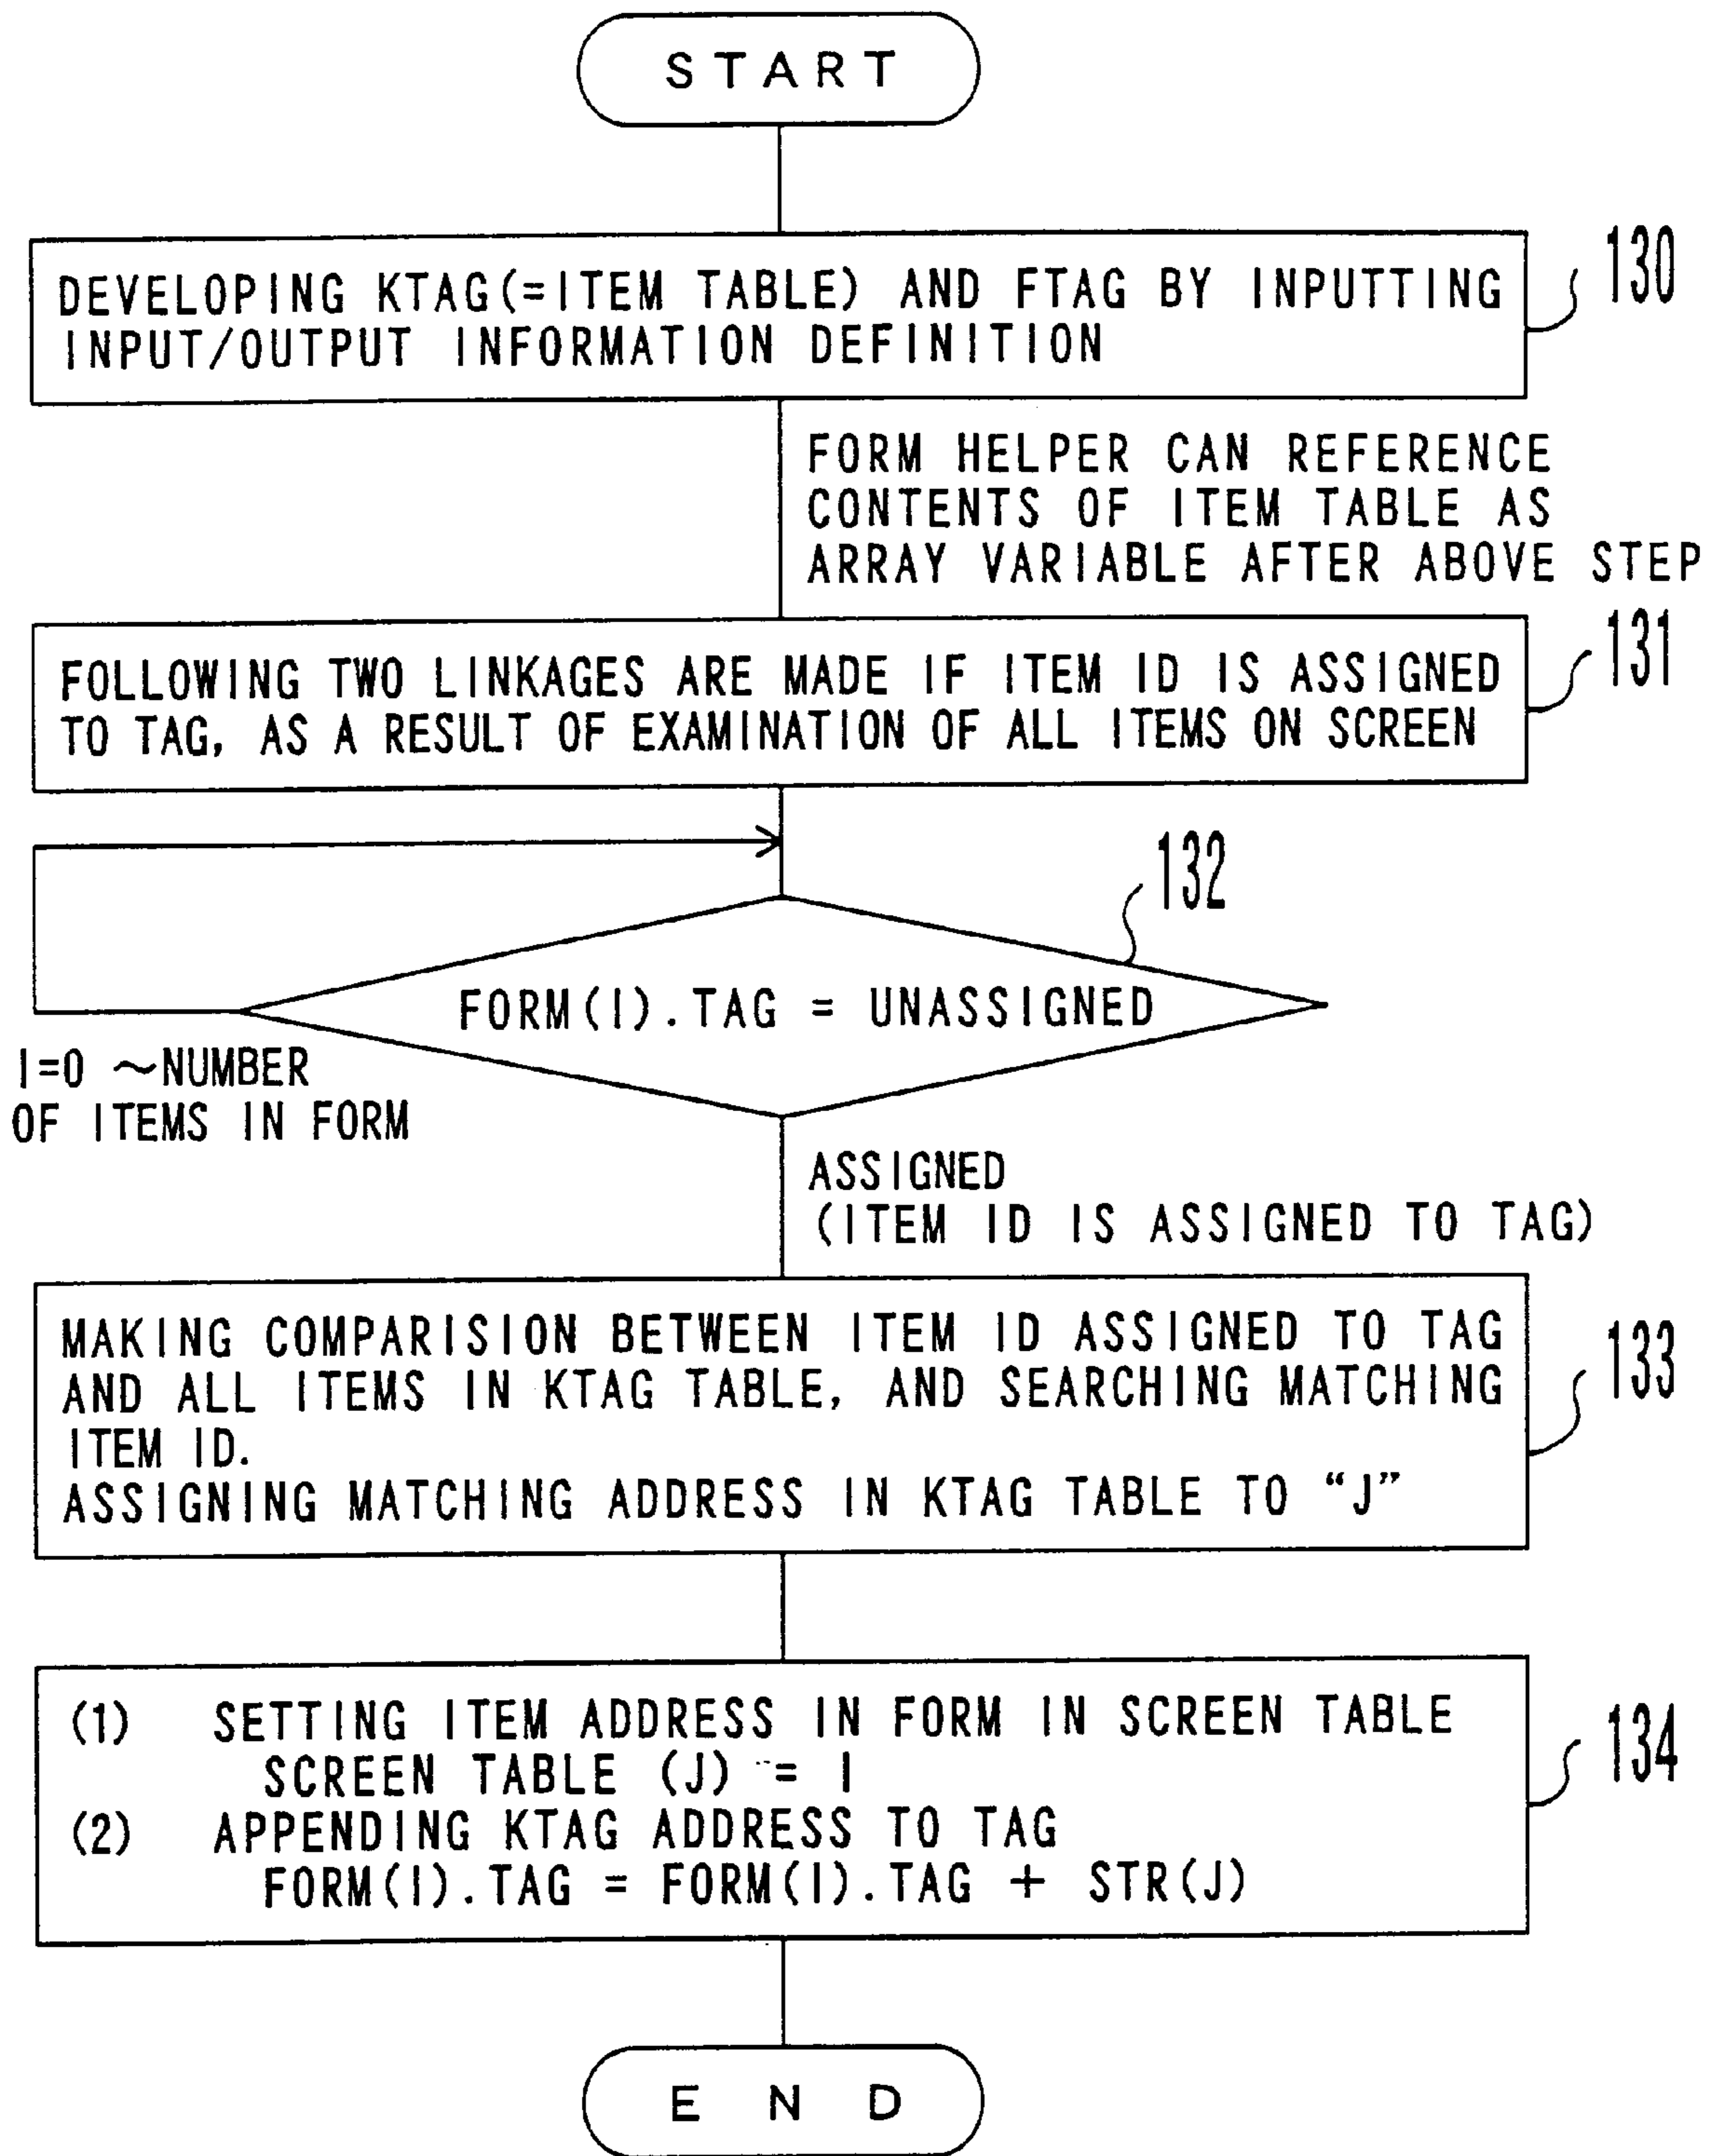 START
DEVELOPING KTAG(=ITEM TABLE) AND FTAG BY INPUTTING
INPUT/OUTPUT INFORMATION DEFINITION
130
FORM HELPER CAN REFERENCE
CONTENTS OF ITEM TABLE AS
ARRAY VARIABLE AFTER ABOVE STEP
FOLLOWING TWO LINKAGES ARE MADE IF ITEM ID IS ASSIGNED
TO TAG, AS A RESULT OF EXAMINATION OF ALL ITEMS ON SCREEN
131
132
FORM(I).TAG = UNASSIGNED
I=0 ~NUMBER
OF ITEMS IN FORM
ASSIGNED
(ITEM ID IS ASSIGNED TO TAG)
MAKING COMPARISION BETWEEN ITEM ID ASSIGNED TO TAG
AND ALL ITEMS IN KTAG TABLE, AND SEARCHING MATCHING
ITEM ID.
ASSIGNING MATCHING ADDRESS IN KTAG TABLE TO “J”
133
(1) SETTING ITEM ADDRESS IN FORM IN SCREEN TABLE
SCREEN TABLE (J) = I
(2) APPENDING KTAG ADDRESS TO TAG
FORM(I).TAG = FORM(I).TAG + STR(J)
134
END